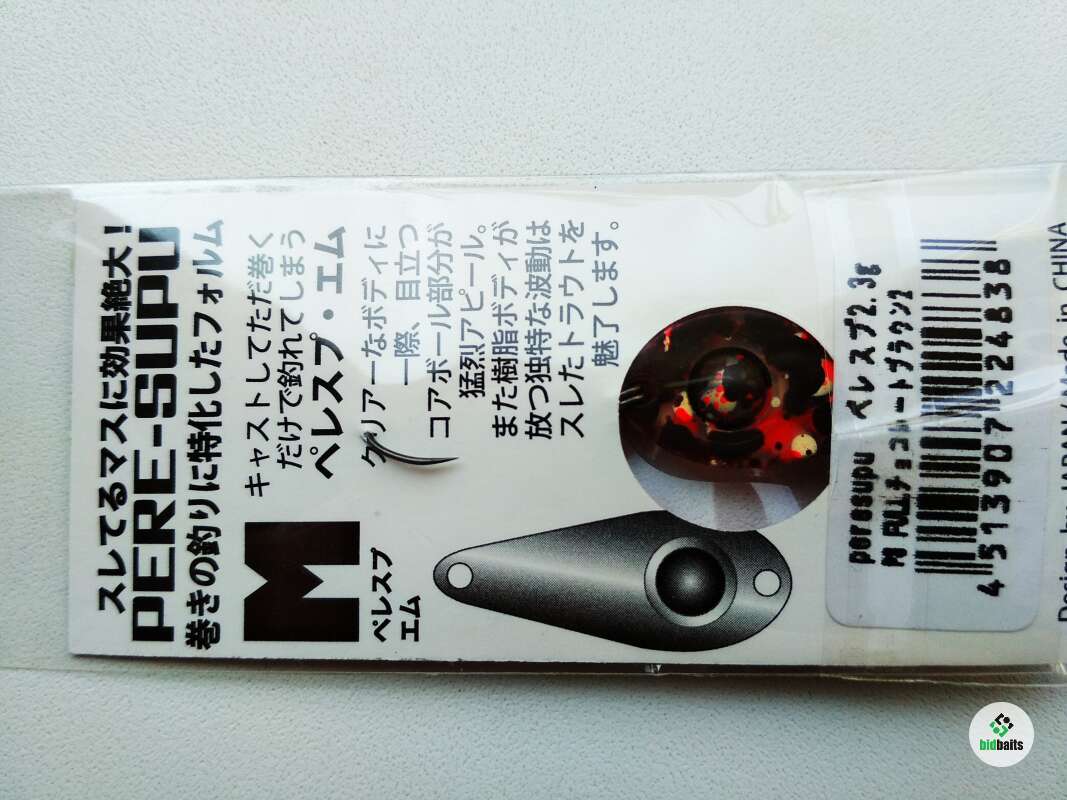 スレてるマスに効果絶大！
PERE-SUPU
巻きの釣りに特化したフォルム
M
ペレスプ
エム
キャストしてただ巻く
だけで釣れてしまう
ペレスプ・エム
クリアーなボディに
一際、目立つ
コアボール部分が
猛烈アピール。
また樹脂ボディが
放つ独特な波動は
スレたトラウトを
魅了します。
peresupu ペレスプ2.3g
PO FULLチョコレートブラウン2
4513907224838
Design by JAPAN / Made in CHINA
bidbaits